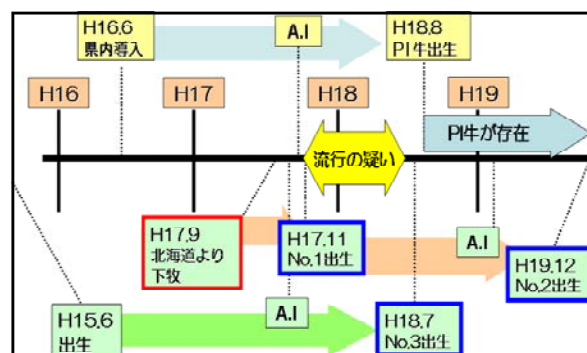 H16,6
県内導入
A.I
H18,8
PI牛出生
H16
H17
H18
H19
PI牛が存在
流行の疑い
H17,9
北海道より
下牧
H17,11
No,1出生
A.I
H19,12
No,2出生
H15,6
出生
A.I
H18,7
No,3出生